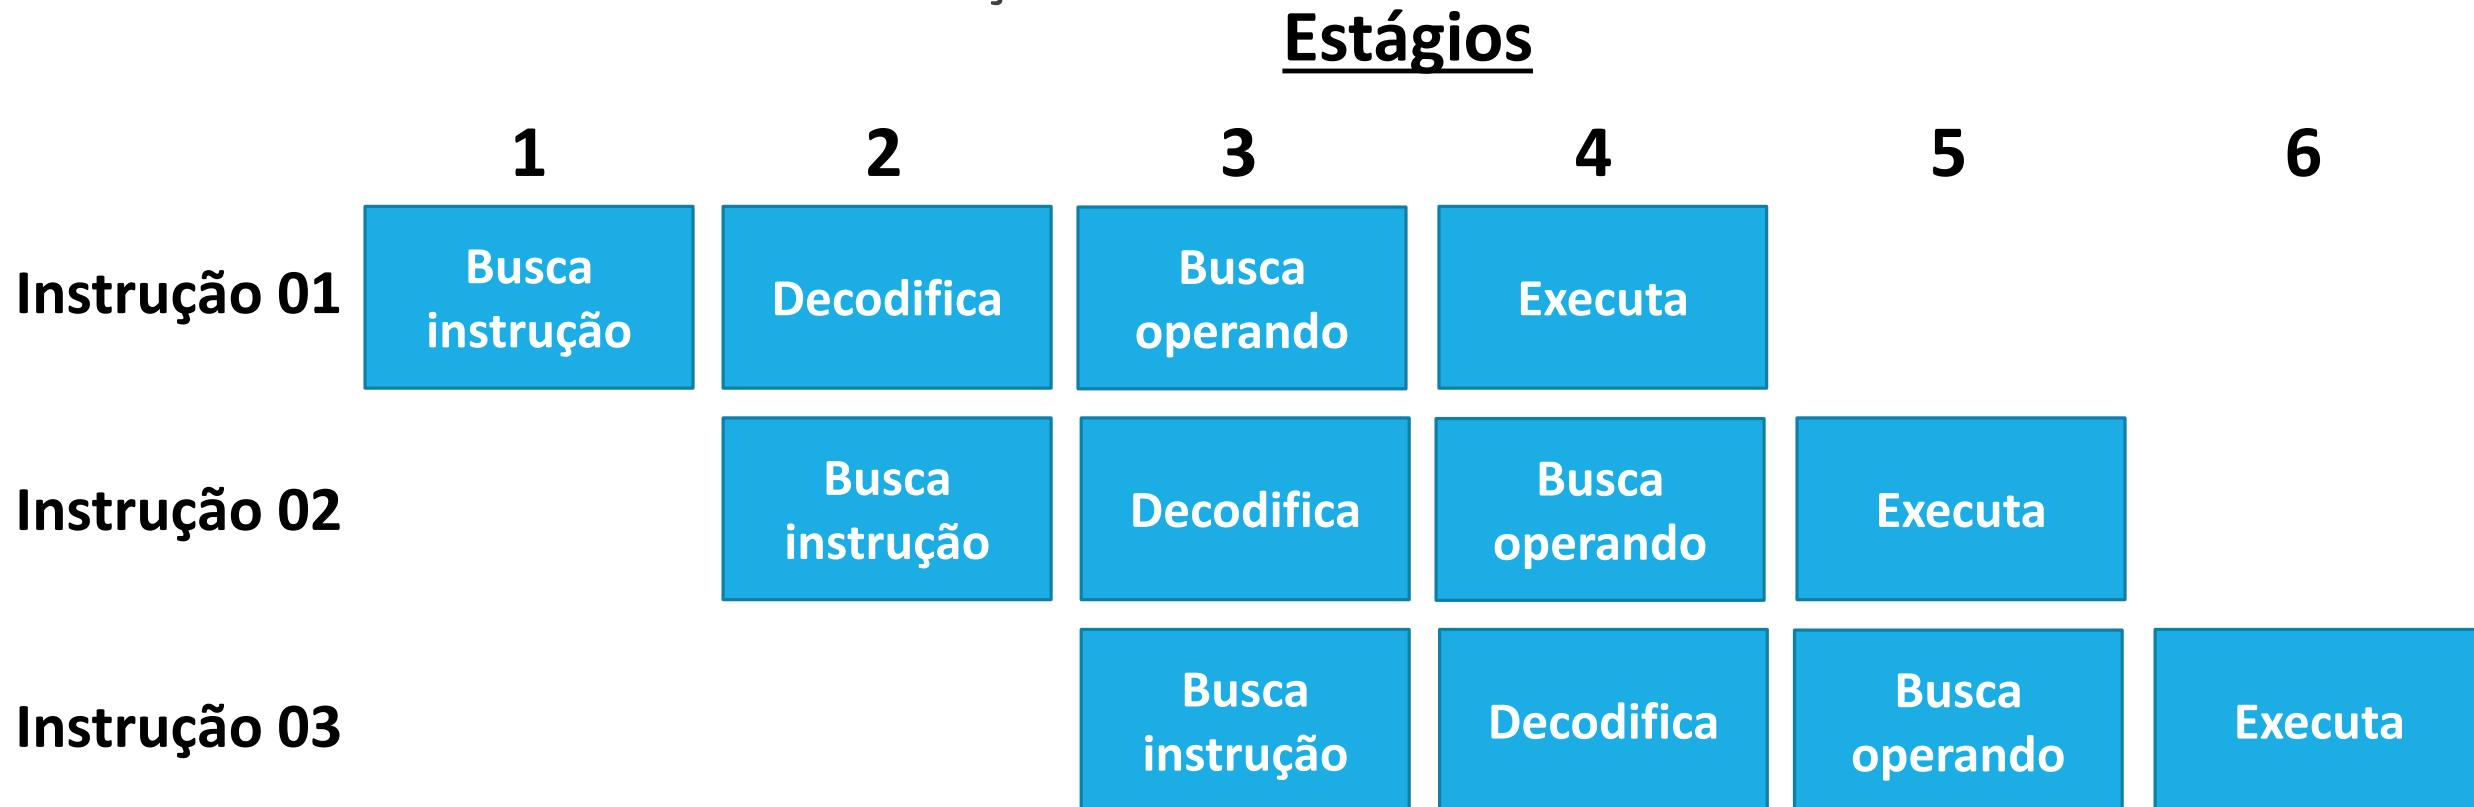 Estágios
1 2 3 4 5 6
Instrução 01
Busca
instrução
Decodifica
Busca
operando
Executa
Instrução 02
Busca
instrução
Decodifica
Busca
operando
Executa
Instrução 03
Busca
instrução
Decodifica
Busca
operando
Executa